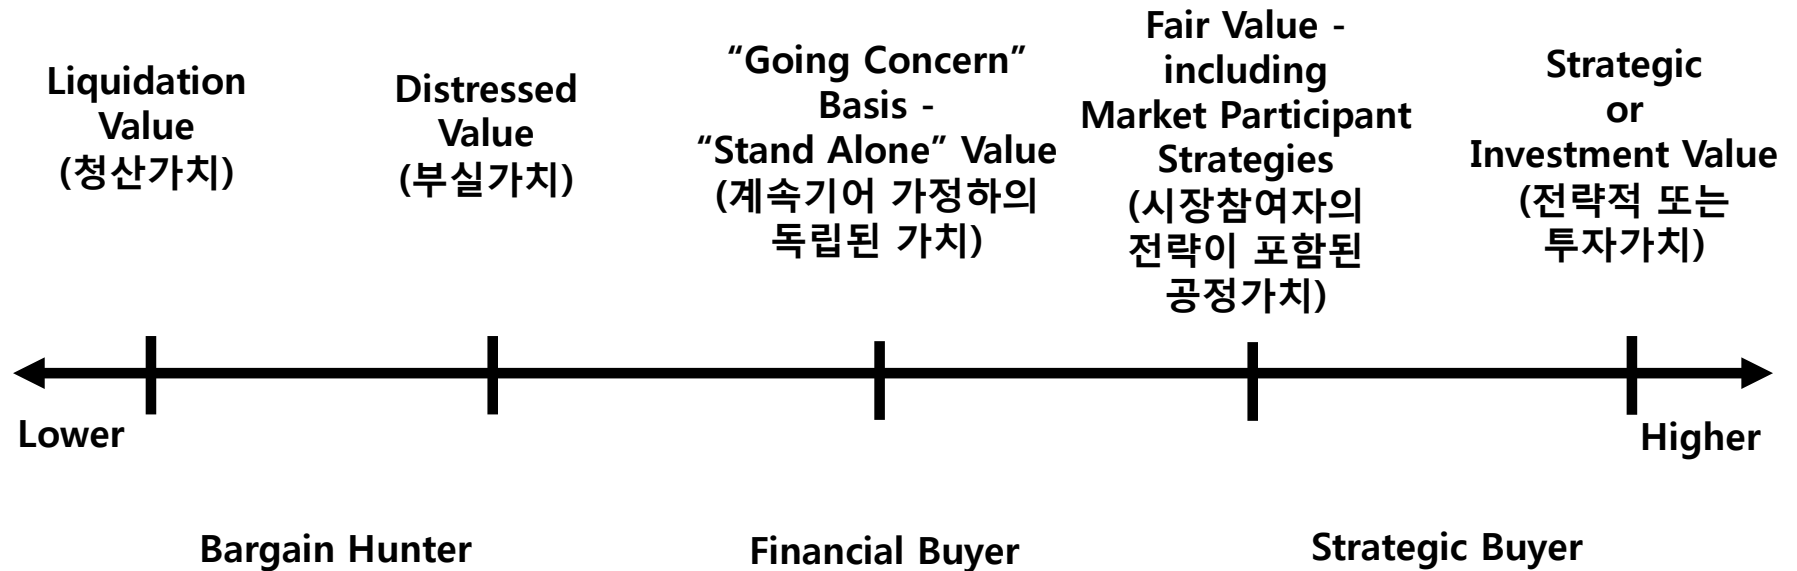 Liquidation
Value
(청산가치)
Distressed
Value
(부실가치)
“Going Concern”
Basis -
“Stand Alone” Value
(계속기어 가정하의
독립된 가치)
Fair Value -
including
Market Participant
Strategies
(시장참여자의
전략이 포함된
공정가치)
Strategic
or
Investment Value
(전략적 또는
투자가치)
Lower
Higher
Bargain Hunter
Financial Buyer
Strategic Buyer